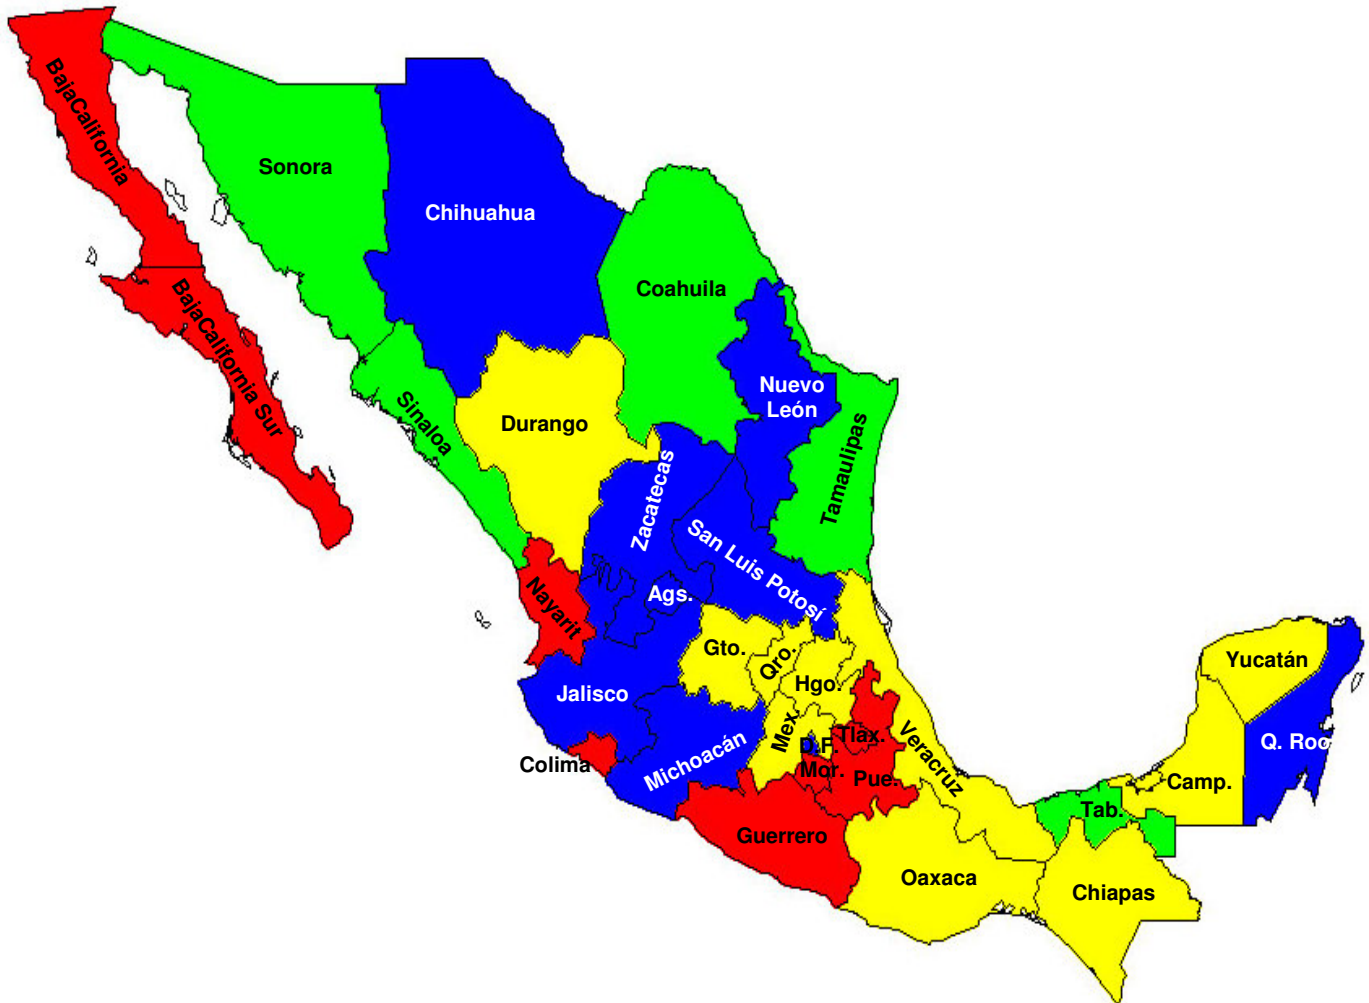 BajaCalifornia
Sonora
Chihuahua
Coahuila
BajaCalifornia Sur
Nuevo
León
Sinaloa
Durango
Tamaulipas
Zacatecas
San Luis Potosí
Ags.
Nayarit
Gto.
Qro.
Hgo.
Yucatán
Jalisco
Mex.
D.F.
Tlax.
Veracruz
Q. Roo
Colima
Michoacán
Mor.
Pue.
Camp.
Tab.
Guerrero
Oaxaca
Chiapas